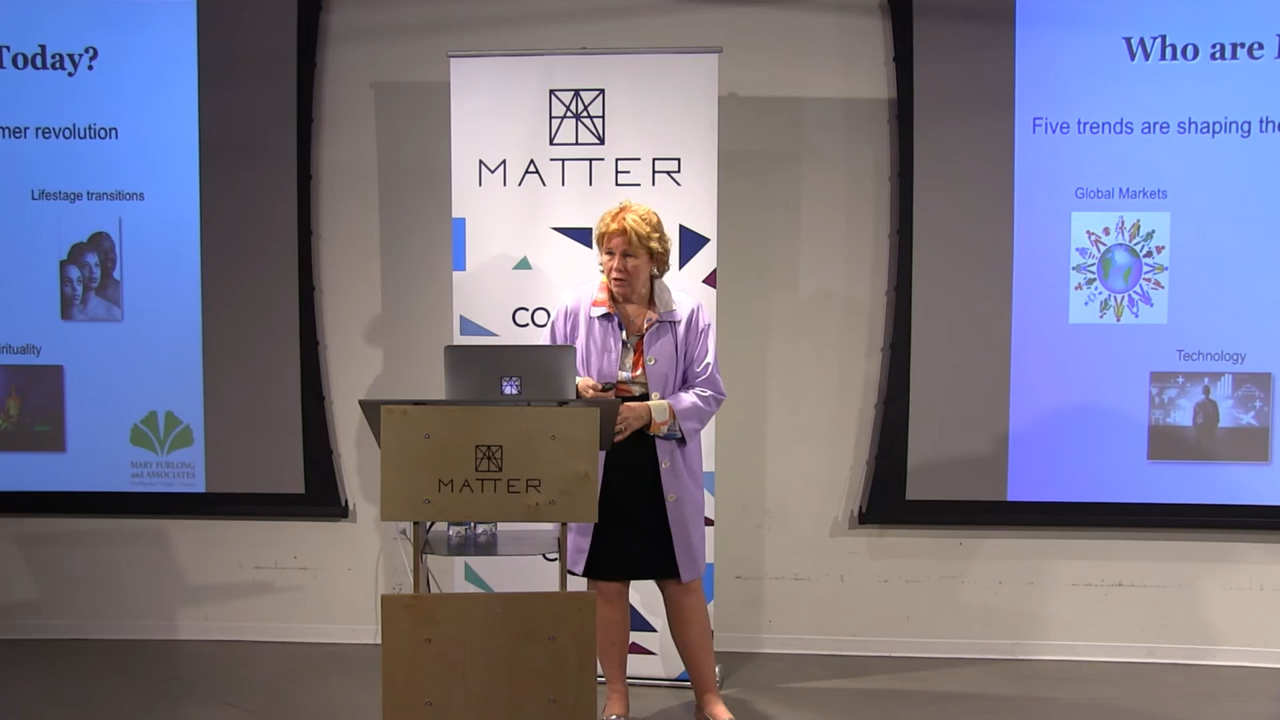 Today?
mer revolution
Lifestage transitions
irituality
MARY FURLONG
and ASSOCIATES
MATTER
CO
MATTER
Who are
Five trends are shaping the
Global Markets
Technology